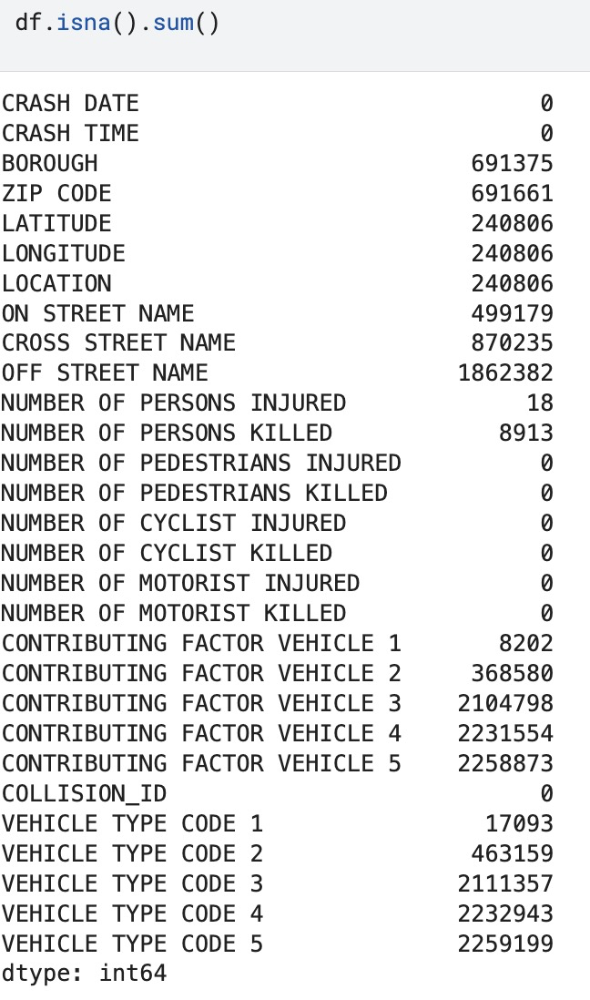 df.isna().sum()
CRASH DATE 0
CRASH TIME 0
BOROUGH 691375
ZIP CODE 691661
LATITUDE 240806
LONGITUDE 240806
LOCATION 240806
ON STREET NAME 499179
CROSS STREET NAME 870235
OFF STREET NAME 1862382
NUMBER OF PERSONS INJURED 18
NUMBER OF PERSONS KILLED 8913
NUMBER OF PEDESTRIANS INJURED 0
NUMBER OF PEDESTRIANS KILLED 0
NUMBER OF CYCLIST INJURED 0
NUMBER OF CYCLIST KILLED 0
NUMBER OF MOTORIST INJURED 0
NUMBER OF MOTORIST KILLED 0
CONTRIBUTING FACTOR VEHICLE 1 8202
CONTRIBUTING FACTOR VEHICLE 2 368580
CONTRIBUTING FACTOR VEHICLE 3 2104798
CONTRIBUTING FACTOR VEHICLE 4 2231554
CONTRIBUTING FACTOR VEHICLE 5 2258873
COLLISION_ID 0
VEHICLE TYPE CODE 1 17093
VEHICLE TYPE CODE 2 463159
VEHICLE TYPE CODE 3 2111357
VEHICLE TYPE CODE 4 2232943
VEHICLE TYPE CODE 5 2259199
dtype: int64